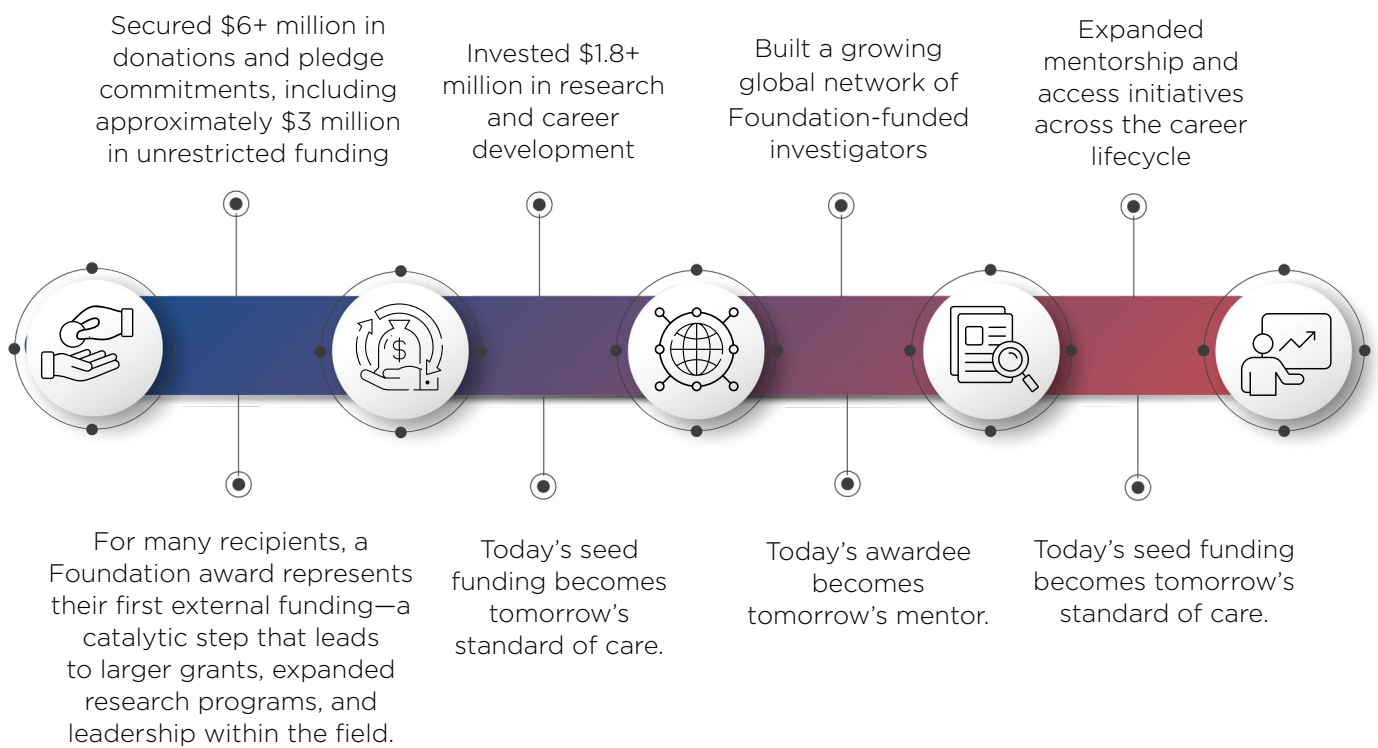 Secured $6+ million in
donations and pledge
commitments, including
approximately $3 million
in unrestricted funding
Invested $1.8+
million in research
and career
development
Built a growing
global network of
Foundation-funded
investigators
Expanded
mentorship and
access initiatives
across the career
lifecycle
$
For many recipients, a
Foundation award represents
their first external funding—a
catalytic step that leads
to larger grants, expanded
research programs, and
leadership within the field.
Today’s seed
funding becomes
tomorrow’s
standard of care.
Today’s awardee
becomes
tomorrow’s mentor.
Today’s seed funding
becomes tomorrow’s
standard of care.